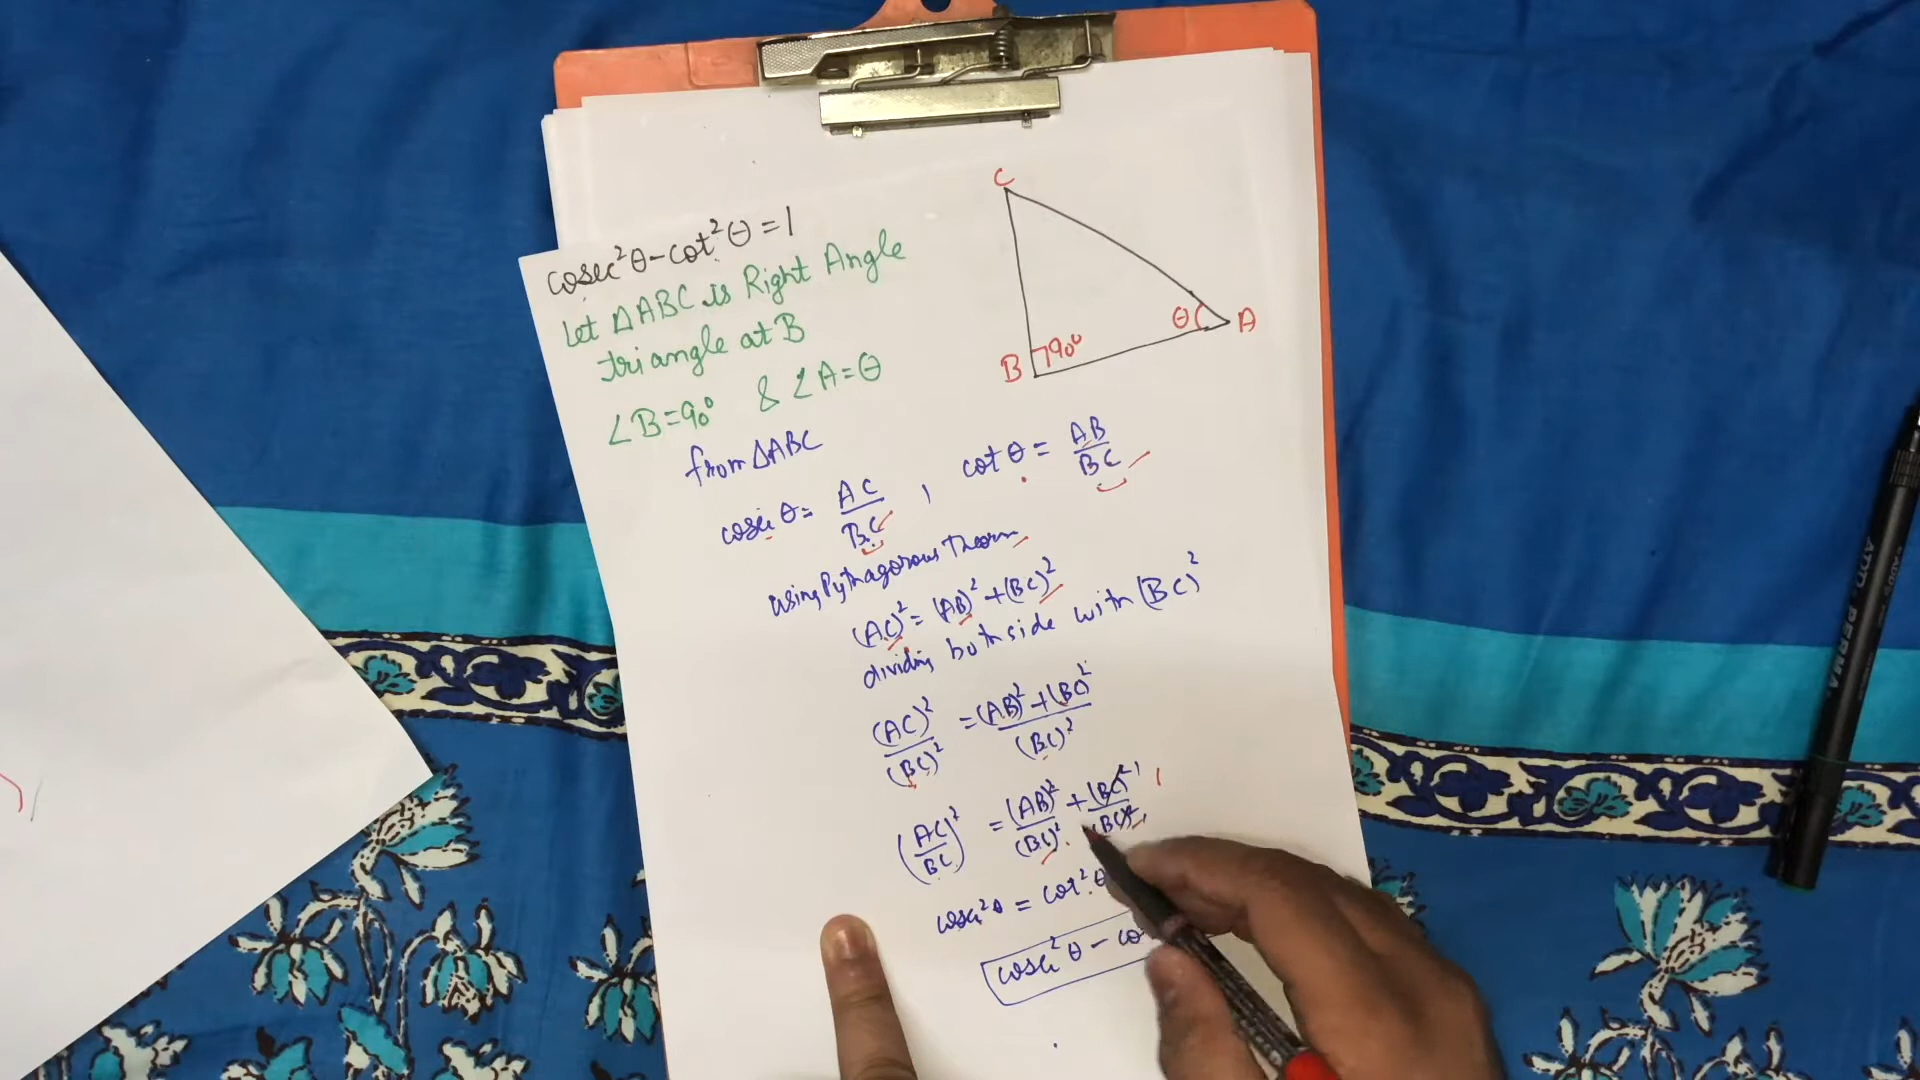 cosec²θ-cot²θ=1
Let ΔABC is Right Angle
triangle at B
∠B=90° & ∠A=θ
C
θ
A
B
90°
from ΔABC
cosec θ = AC/BC , cot θ = AB/BC
using Pythagorous Theorm
(AC)² = (AB)² + (BC)²
dividing both side with (BC)²
(AC)²/(BC)² = (AB)²+(BC)²/(BC)²
(AC/BC)² = (AB)²/(BC)² + (BC)²/(BC)² 1
cosec²θ = cot²θ
cosec²θ - co